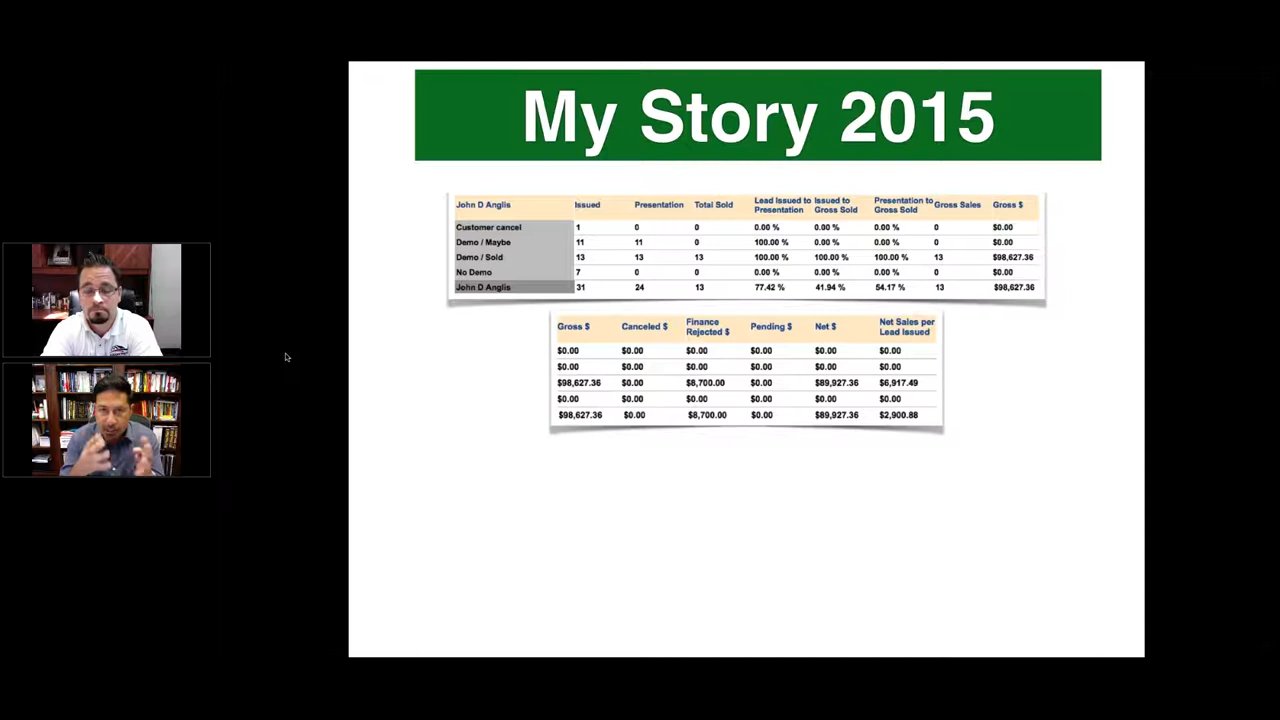 My Story 2015
John D Anglis Issued Presentation Total Sold Lead Issued to Presentation Issued to Gross Sold Presentation to Gross Sold Gross Sales Gross $
Customer cancel 1 0 0 0.00 % 0.00 % 0.00 % 0 $0.00
Demo / Maybe 11 11 0 100.00 % 0.00 % 0.00 % 0 $0.00
Demo / Sold 13 13 13 100.00 % 100.00 % 100.00 % 13 $98,627.36
No Demo 7 0 0 0.00 % 0.00 % 0.00 % 0 $0.00
John D Anglis 31 24 13 77.42 % 41.94 % 54.17 % 13 $98,627.36
Gross $ Canceled $ Finance Rejected $ Pending $ Net $ Net Sales per Lead Issued
$0.00 $0.00 $0.00 $0.00 $0.00 $0.00
$0.00 $0.00 $0.00 $0.00 $0.00 $0.00
$98,627.36 $0.00 $8,700.00 $0.00 $89,927.36 $6,917.49
$0.00 $0.00 $0.00 $0.00 $0.00 $0.00
$98,627.36 $0.00 $8,700.00 $0.00 $89,927.36 $2,900.88